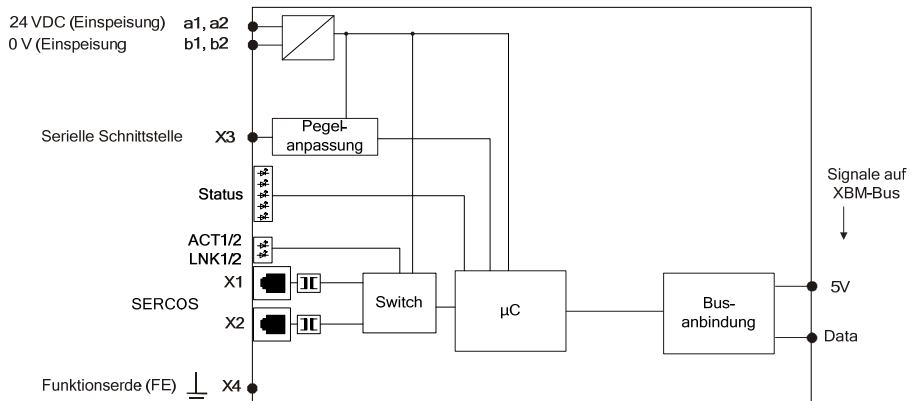 24 VDC (Einspeisung) a1, a2
0 V (Einspeisung b1, b2
Serielle Schnittstelle X3
Pegel-
anpassung
Status
ACT1/2
LNK1/2
X1
SERCOS
X2
Switch
µC
Bus-
anbindung
Signale auf
XBM-Bus
5V
Data
Funktionserde (FE) X4